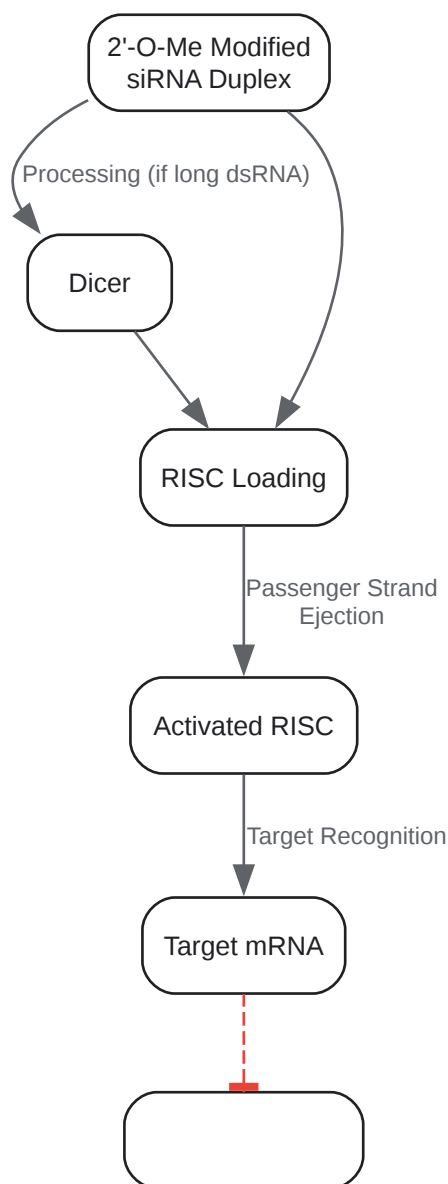 2'-O-Me Modified
siRNA Duplex
Processing (if long dsRNA)
Dicer
RISC Loading
Passenger Strand
Ejection
Activated RISC
Target Recognition
Target mRNA